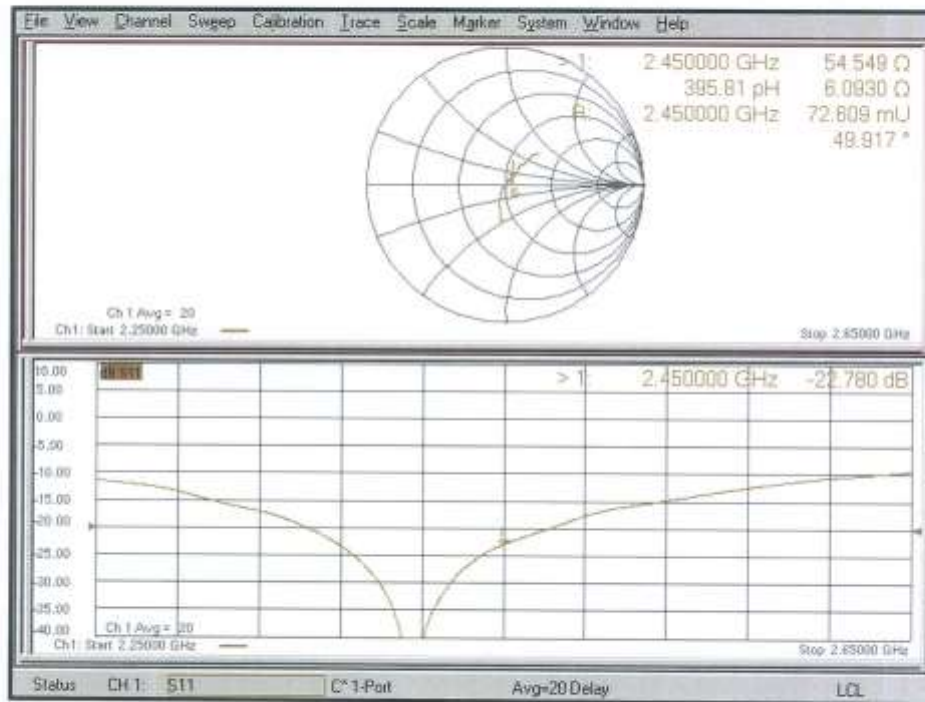 File View Channel Sweep Calibration Trace Scale Marker System Window Help
> 1: 2.450000 GHz 54.549 Ω
395.81 pH 6.0930 Ω
R: 2.450000 GHz 72.609 mU
49.917 °
Ch 1 Avg = 20
Ch1: Start 2.25000 GHz
Stop 2.65000 GHz
10.00 dB S11 > 1: 2.450000 GHz -22.780 dB
5.00
0.00
-5.00
-10.00
-15.00
-20.00
-25.00
-30.00
-35.00
-40.00
Ch 1 Avg = 20
Ch1: Start 2.25000 GHz
Stop 2.65000 GHz
Status CH 1: S11 C* 1-Port Avg=20 Delay LCL